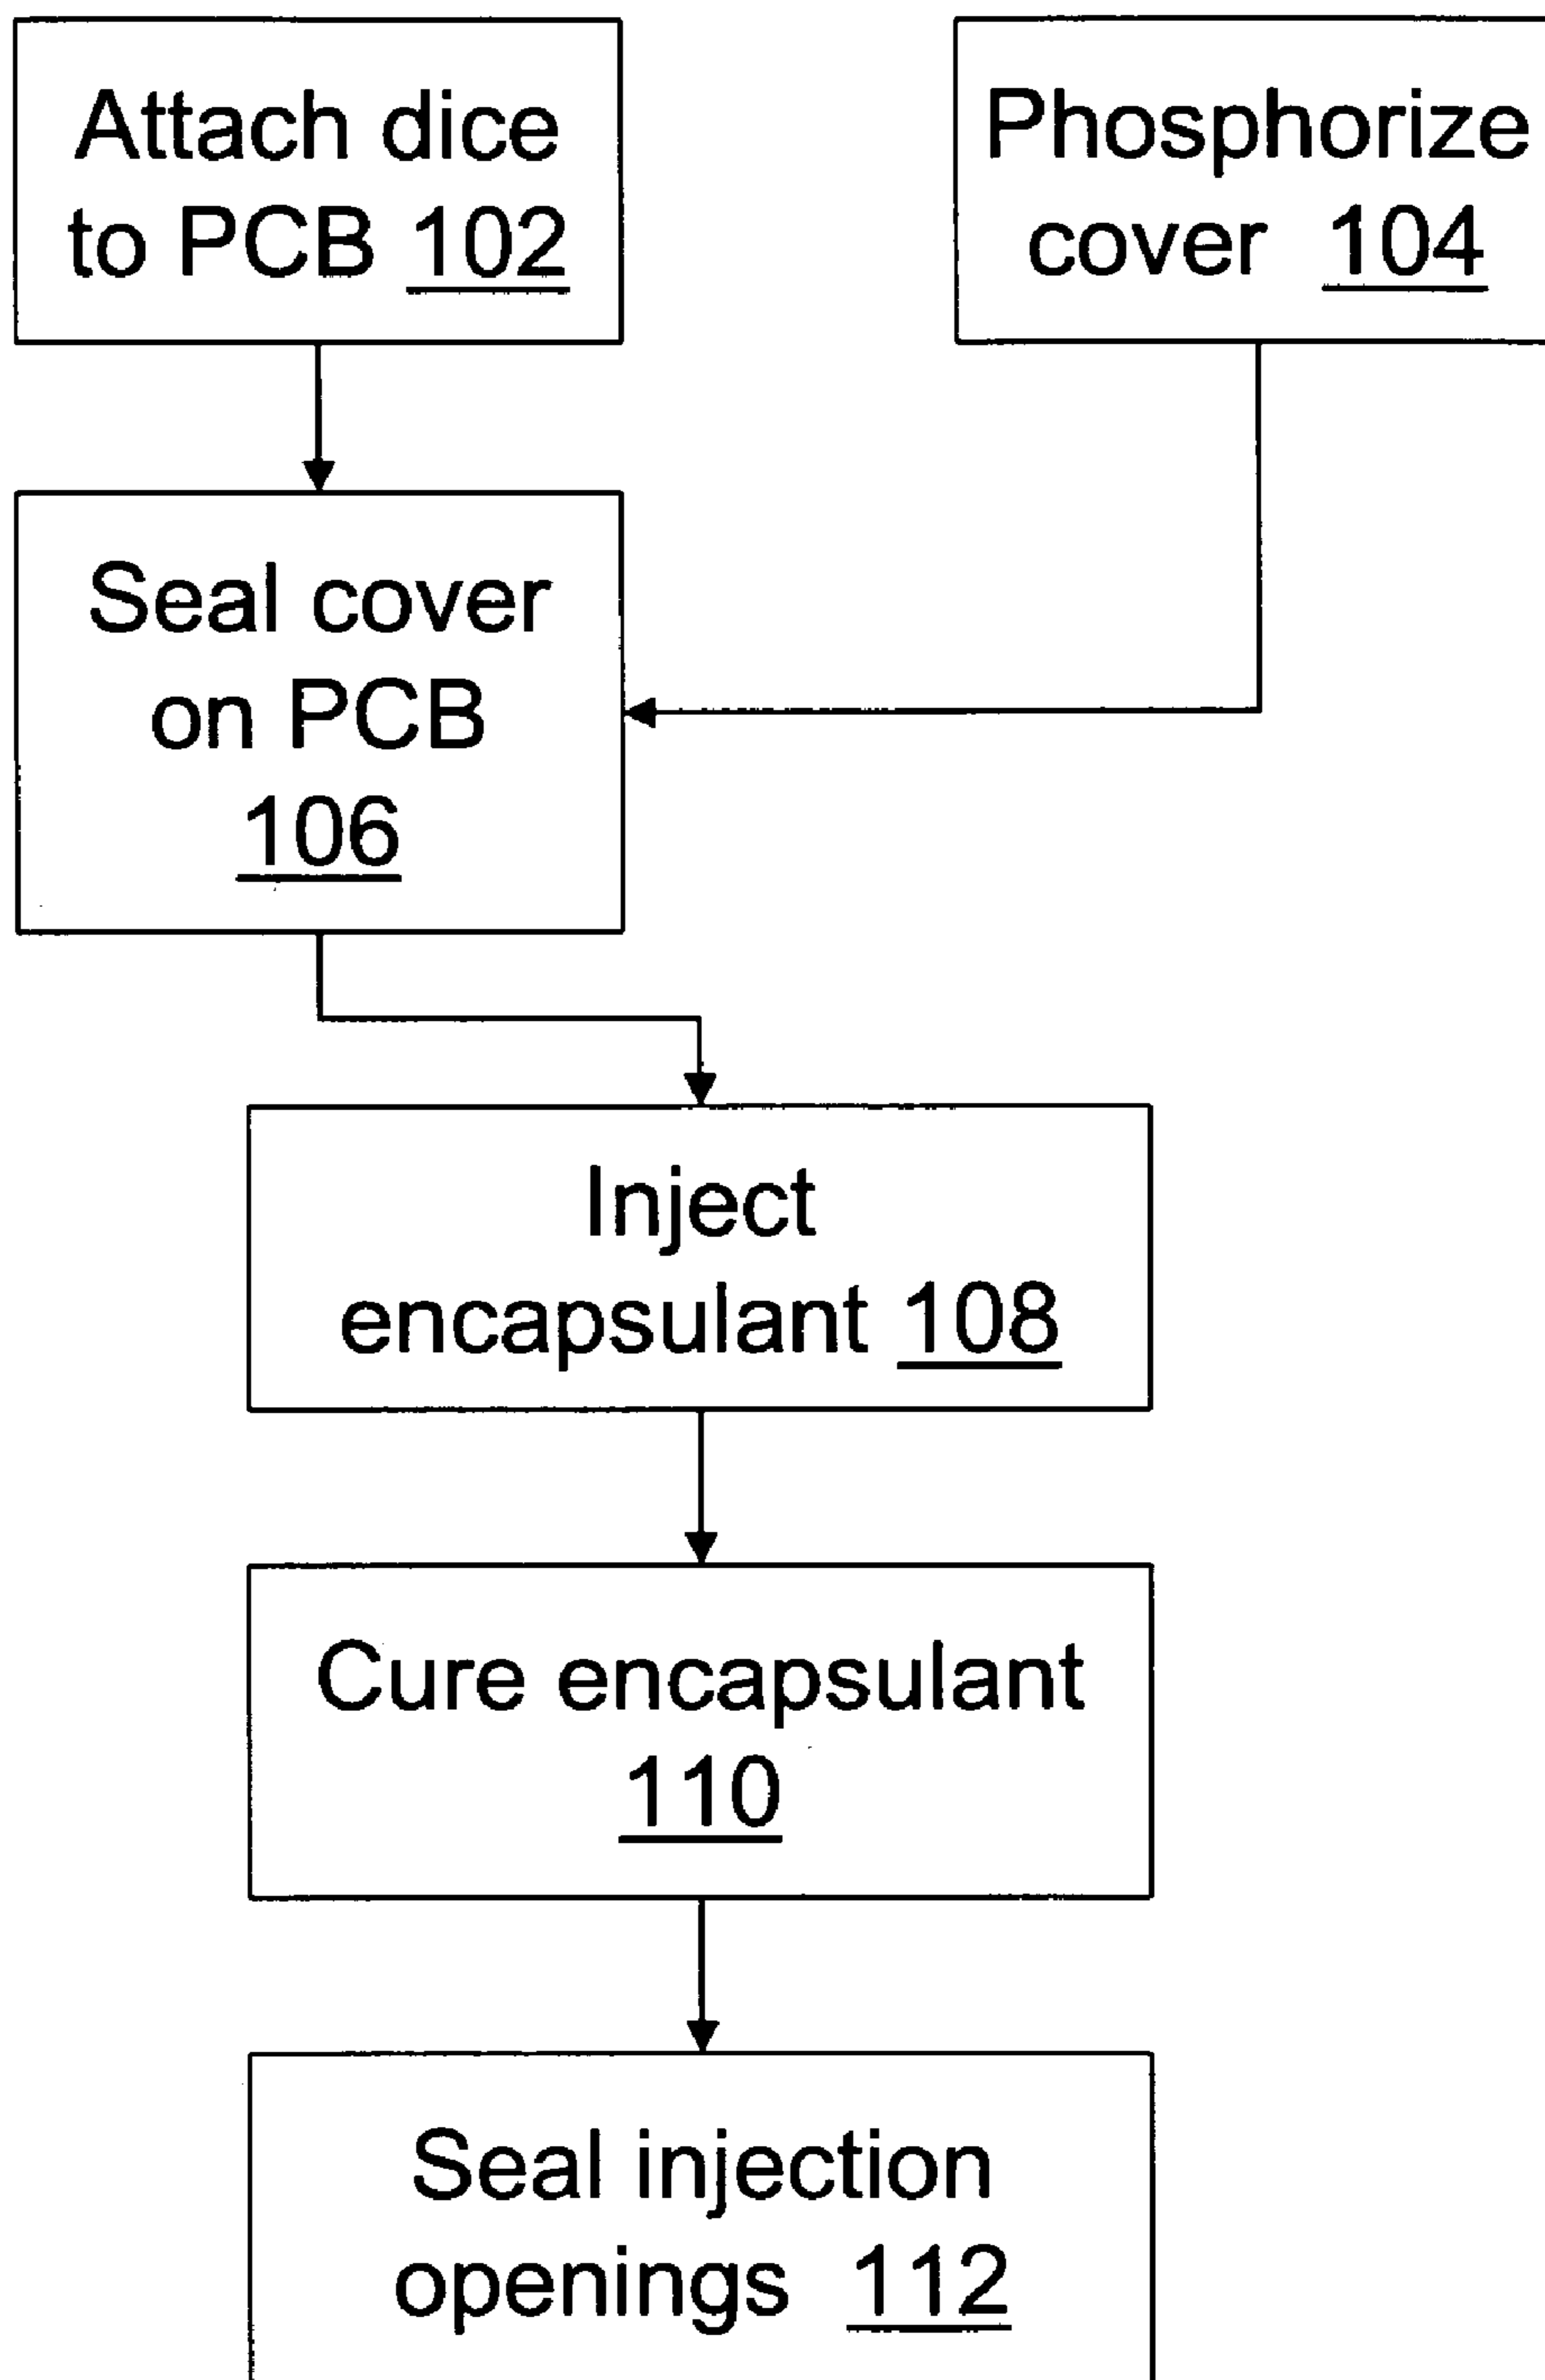 Attach dice
to PCB 102
Phosphorize
cover 104
Seal cover
on PCB
106
Inject
encapsulant 108
Cure encapsulant
110
Seal injection
openings 112